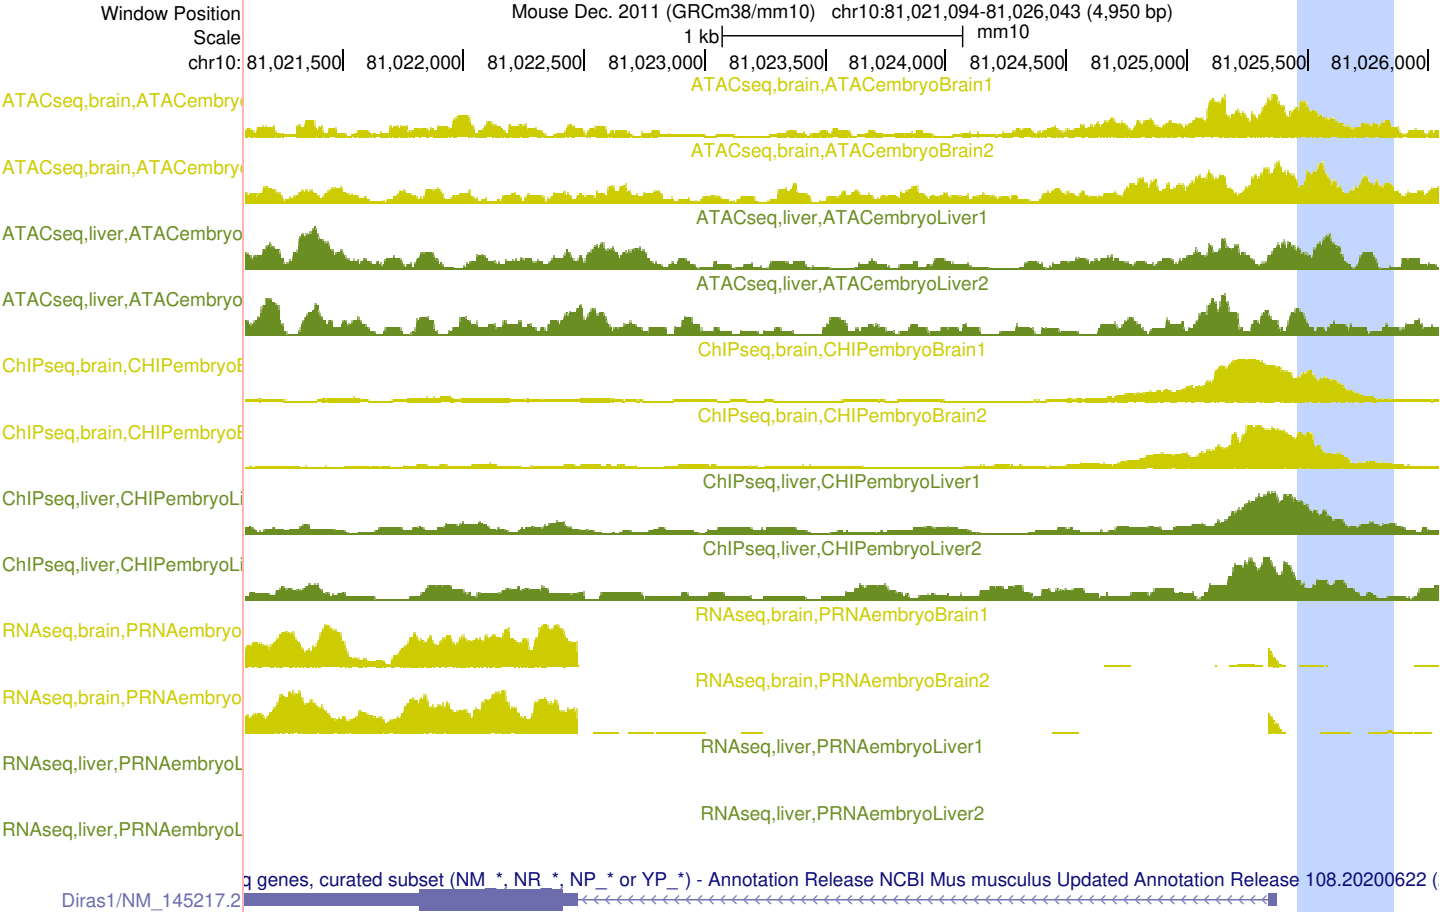 Window Position Mouse Dec. 2011 (GRCm38/mm10) chr10:81,021,094-81,026,043 (4,950 bp)
Scale 1 kb mm10
chr10: 81,021,500 81,022,000 81,022,500 81,023,000 81,023,500 81,024,000 81,024,500 81,025,000 81,025,500 81,026,000
ATACseq,brain,ATACembryoBrain1
ATACseq,brain,ATACembry
ATACseq,brain,ATACembryoBrain2
ATACseq,brain,ATACembry
ATACseq,liver,ATACembryoLiver1
ATACseq,liver,ATACembryo
ATACseq,liver,ATACembryoLiver2
ATACseq,liver,ATACembryo
ChIPseq,brain,CHIPembryoBrain1
ChIPseq,brain,CHIPembryoB
ChIPseq,brain,CHIPembryoBrain2
ChIPseq,brain,CHIPembryoB
ChIPseq,liver,CHIPembryoLiver1
ChIPseq,liver,CHIPembryoLi
ChIPseq,liver,CHIPembryoLiver2
ChIPseq,liver,CHIPembryoLi
RNAseq,brain,PRNAembryoBrain1
RNAseq,brain,PRNAembryo
RNAseq,brain,PRNAembryoBrain2
RNAseq,brain,PRNAembryo
RNAseq,liver,PRNAembryoLiver1
RNAseq,liver,PRNAembryoL
RNAseq,liver,PRNAembryoLiver2
RNAseq,liver,PRNAembryoL
q genes, curated subset (NM_*, NR_*, NP_* or YP_*) - Annotation Release NCBI Mus musculus Updated Annotation Release 108.20200622 (
Diras1/NM_145217.2